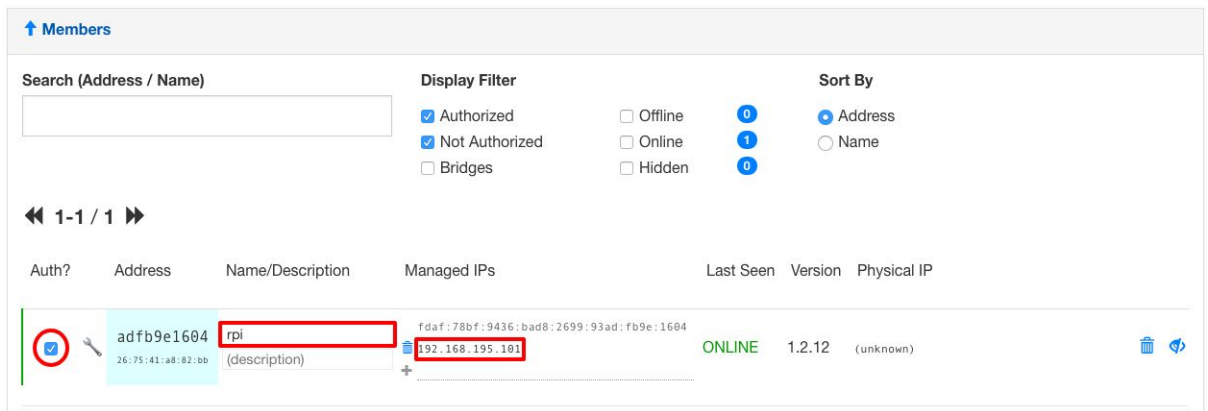 Members
Search (Address / Name)
Display Filter
Sort By
Authorized
Offline
0
Address
Not Authorized
Online
1
Name
Bridges
Hidden
0
1-1 / 1
Auth?
Address
Name/Description
Managed IPs
Last Seen
Version
Physical IP
adfb9e1604
26:75:41:a8:82:bb
rpi
(description)
fdaf:78bf:9436:bad8:2699:93ad:fb9e:1604
192.168.195.101
ONLINE
1.2.12
(unknown)